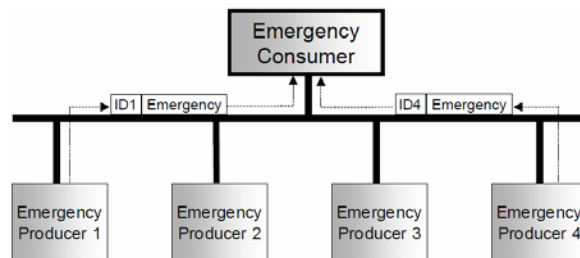 Emergency
Consumer
ID1 Emergency
ID4 Emergency
Emergency
Producer 1
Emergency
Producer 2
Emergency
Producer 3
Emergency
Producer 4